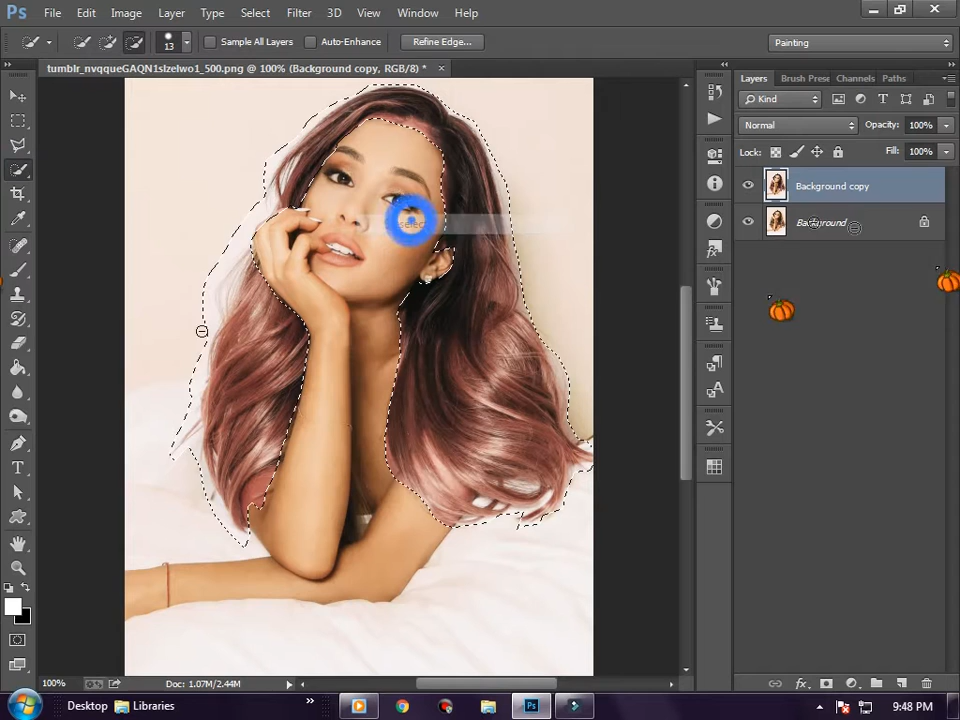 Ps File Edit Image Layer Type Select Filter 3D View Window Help
13 Sample All Layers Auto-Enhance Refine Edge... Painting
tumblr_nvqqueGAQN1slzelwo1_500.png @ 100% (Background copy, RGB/8) *
Layers Brush Prese Channels Paths
Kind
Normal Opacity: 100%
Lock: Fill: 100%
Background copy
Background
100% Doc: 1.07M/2.44M
Desktop Libraries Ps 9:48 PM